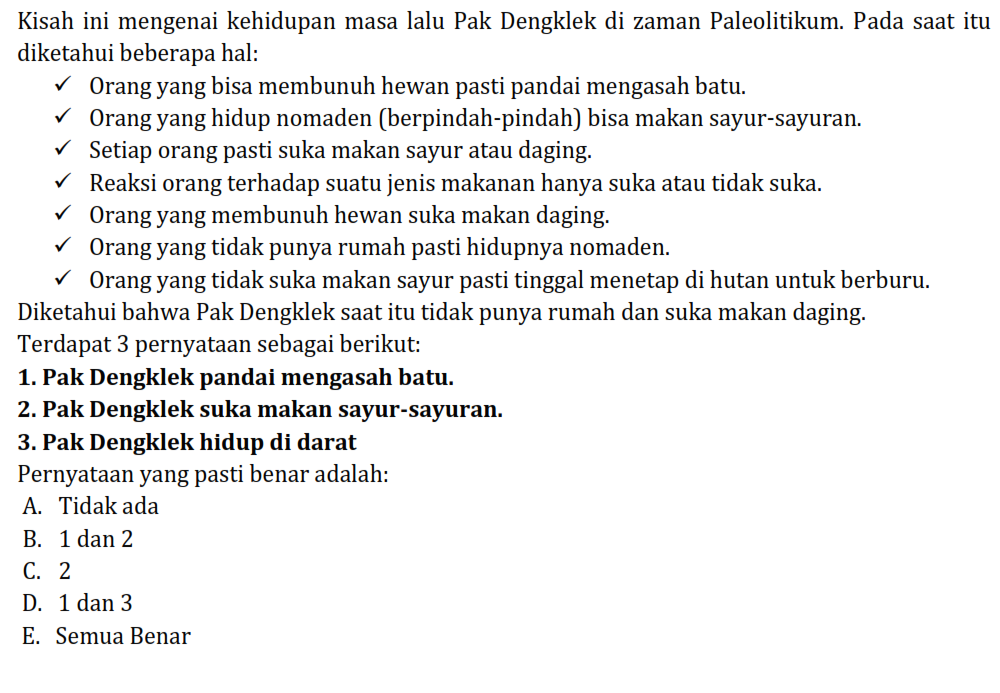 Kisah ini mengenai kehidupan masa lalu Pak Dengklek di zaman Paleolitikum. Pada saat itu
diketahui beberapa hal:
✓ Orang yang bisa membunuh hewan pasti pandai mengasah batu.
✓ Orang yang hidup nomaden (berpindah-pindah) bisa makan sayur-sayuran.
✓ Setiap orang pasti suka makan sayur atau daging.
✓ Reaksi orang terhadap suatu jenis makanan hanya suka atau tidak suka.
✓ Orang yang membunuh hewan suka makan daging.
✓ Orang yang tidak punya rumah pasti hidupnya nomaden.
✓ Orang yang tidak suka makan sayur pasti tinggal menetap di hutan untuk berburu.
Diketahui bahwa Pak Dengklek saat itu tidak punya rumah dan suka makan daging.
Terdapat 3 pernyataan sebagai berikut:
1. Pak Dengklek pandai mengasah batu.
2. Pak Dengklek suka makan sayur-sayuran.
3. Pak Dengklek hidup di darat
Pernyataan yang pasti benar adalah:
A. Tidak ada
B. 1 dan 2
C. 2
D. 1 dan 3
E. Semua Benar